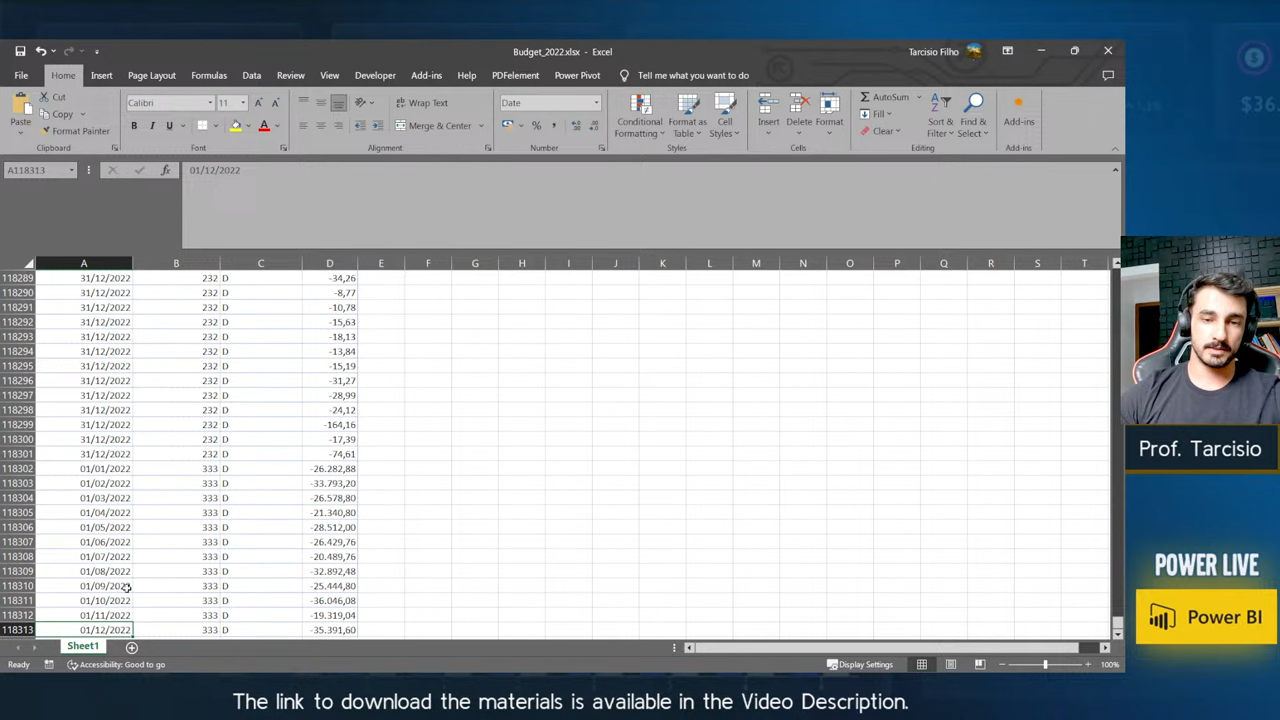 Budget_2022.xlsx - Excel
Tarcisio Filho
File Home Insert Page Layout Formulas Data Review View Developer Add-ins Help PDFelement Power Pivot Tell me what you want to do
Paste
Cut
Copy
Format Painter
Clipboard
Calibri 11
Font
Wrap Text
Merge & Center
Alignment
Date
Number
Conditional Formatting
Format as Table
Cell Styles
Styles
Insert Delete Format
Cells
AutoSum
Fill
Clear
Sort & Filter
Find & Select
Editing
Add-ins
Add-ins
$36
A118313 fx 01/12/2022
A B C D E F G H I J K L M N O P Q R S T
118289 31/12/2022 232 D -34,26
118290 31/12/2022 232 D -8,77
118291 31/12/2022 232 D -10,78
118292 31/12/2022 232 D -15,63
118293 31/12/2022 232 D -18,13
118294 31/12/2022 232 D -13,84
118295 31/12/2022 232 D -15,19
118296 31/12/2022 232 D -31,27
118297 31/12/2022 232 D -28,99
118298 31/12/2022 232 D -24,12
118299 31/12/2022 232 D -164,16
118300 31/12/2022 232 D -17,39
118301 31/12/2022 232 D -74,61
118302 01/01/2022 333 D -26.282,88
118303 01/02/2022 333 D -33.793,20
118304 01/03/2022 333 D -26.578,80
118305 01/04/2022 333 D -21.340,80
118306 01/05/2022 333 D -28.512,00
118307 01/06/2022 333 D -26.429,76
118308 01/07/2022 333 D -20.489,76
118309 01/08/2022 333 D -32.892,48
118310 01/09/2022 333 D -25.444,80
118311 01/10/2022 333 D -36.046,08
118312 01/11/2022 333 D -19.319,04
118313 01/12/2022 333 D -35.391,60
Sheet1
Ready Accessibility: Good to go Display Settings 100%
Prof. Tarcisio
POWER LIVE
Power BI
The link to download the materials is available in the Video Description.